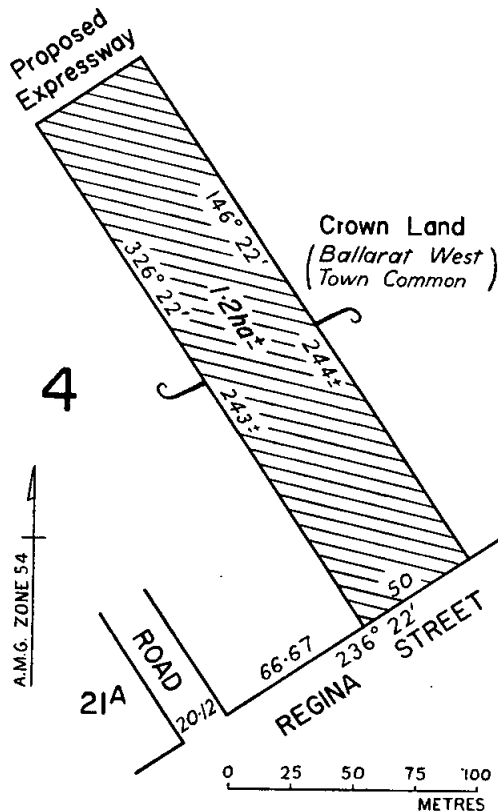 Proposed
Expressway
146° 22'
326° 22'
Crown Land
(Ballarat West
Town Common)
1·2ha±
244±
243±
4
A.M.G. ZONE 54
50
236° 22'
66·67
REGINA STREET
ROAD
20·12
21A
0 25 50 75 100
METRES